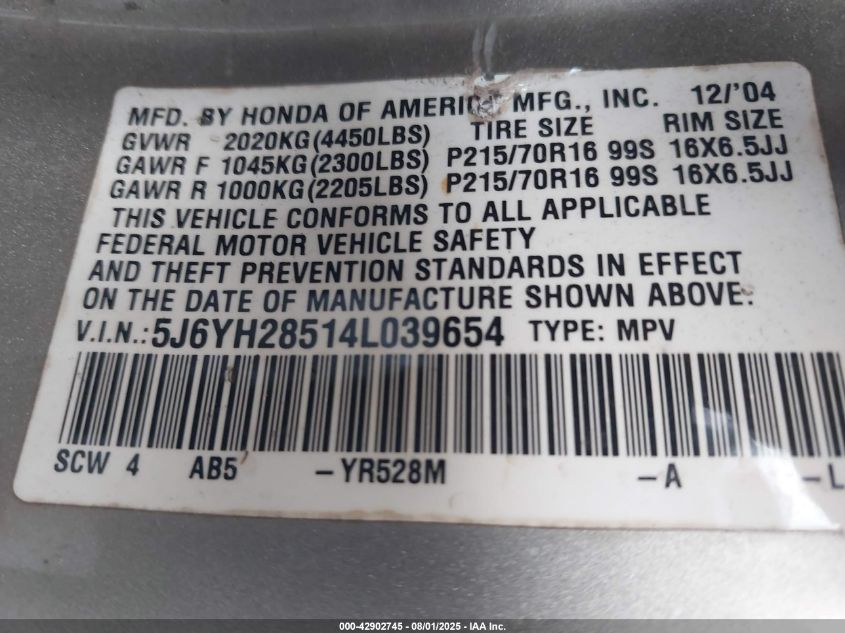 MFD. BY HONDA OF AMERICA MFG., INC. 12/'04
GVWR 2020KG(4450LBS) TIRE SIZE RIM SIZE
GAWR F 1045KG(2300LBS) P215/70R16 99S 16X6.5JJ
GAWR R 1000KG(2205LBS) P215/70R16 99S 16X6.5JJ
THIS VEHICLE CONFORMS TO ALL APPLICABLE
FEDERAL MOTOR VEHICLE SAFETY
AND THEFT PREVENTION STANDARDS IN EFFECT
ON THE DATE OF MANUFACTURE SHOWN ABOVE.
V.I.N.: 5J6YH28514L039654 TYPE: MPV
SCW 4 AB5 -YR528M -A -L
000-42902745 - 08/01/2025 - IAA Inc.